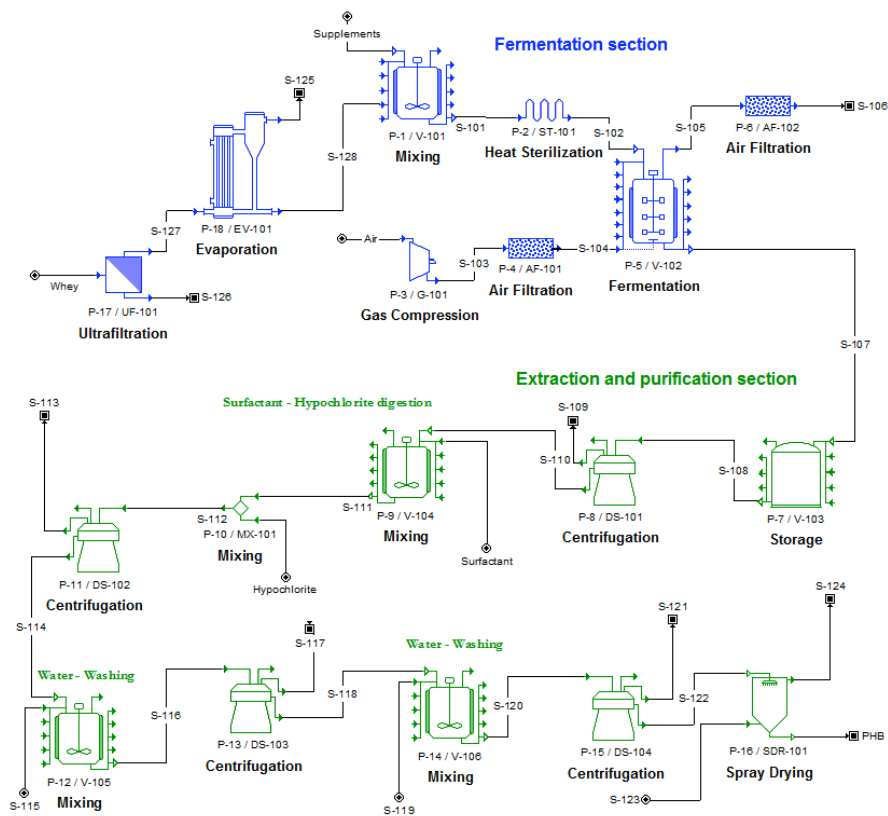 Supplements
Fermentation section
S-125
S-106
P-1 / V-101
Mixing
S-101
P-2 / ST-101
Heat Sterilization
S-102
S-105
P-6 / AF-102
Air Filtration
S-128
S-127
P-18 / EV-101
Evaporation
Air
S-103
P-4 / AF-101
Air Filtration
S-104
P-5 / V-102
Fermentation
P-3 / G-101
Gas Compression
Whey
S-126
P-17 / UF-101
Ultrafiltration
S-107
Extraction and purification section
S-113
Surfactant - Hypochlorite digestion
S-109
S-110
S-108
S-111
S-112
P-9 / V-104
Mixing
P-10 / MX-101
Mixing
P-8 / DS-101
Centrifugation
P-7 / V-103
Storage
Surfactant
Hypochlorite
P-11 / DS-102
Centrifugation
S-114
S-117
S-121
S-124
Water - Washing
Water - Washing
S-116
S-118
S-120
S-122
P-13 / DS-103
Centrifugation
P-14 / V-106
Mixing
P-15 / DS-104
Centrifugation
P-16 / SDR-101
Spray Drying
PHB
P-12 / V-105
Mixing
S-115
S-119
S-123